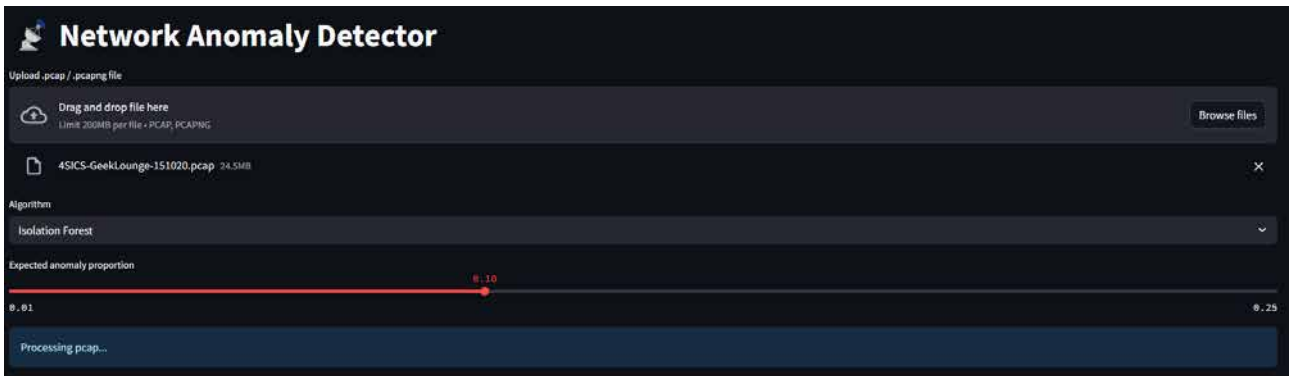 Network Anomaly Detector
Upload .pcap / .pcapng file
Drag and drop file here
Limit 200MB per file • PCAP, PCAPNG
Browse files
4SICS-GeekLounge-151020.pcap 24.5MB
Algorithm
Isolation Forest
Expected anomaly proportion
0.10
0.01
0.25
Processing pcap...